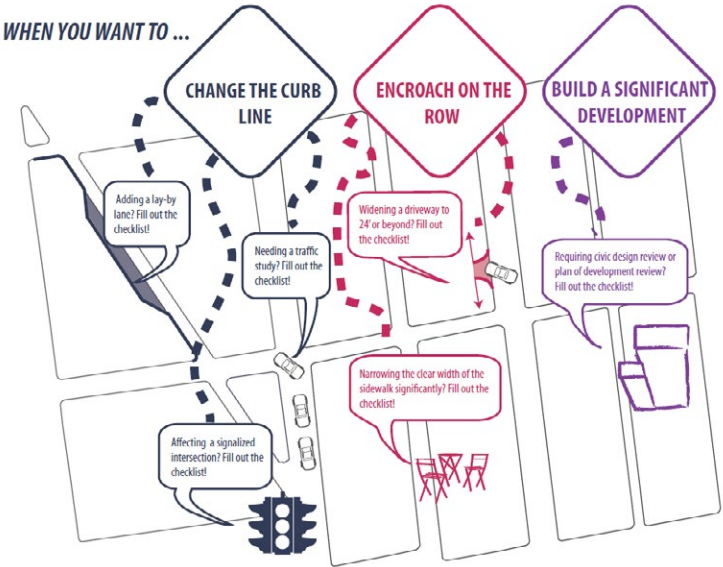 WHEN YOU WANT TO ...
CHANGE THE CURB
LINE
ENCROACH ON THE
ROW
BUILD A SIGNIFICANT
DEVELOPMENT
Adding a lay-by
lane? Fill out the
checklist!
Needing a traffic
study? Fill out the
checklist!
Affecting a signalized
intersection? Fill out the
checklist!
Widening a driveway to
24' or beyond? Fill out
the checklist!
Narrowing the clear width of the
sidewalk significantly? Fill out the
checklist!
Requiring civic design review or
plan of development review?
Fill out the checklist!